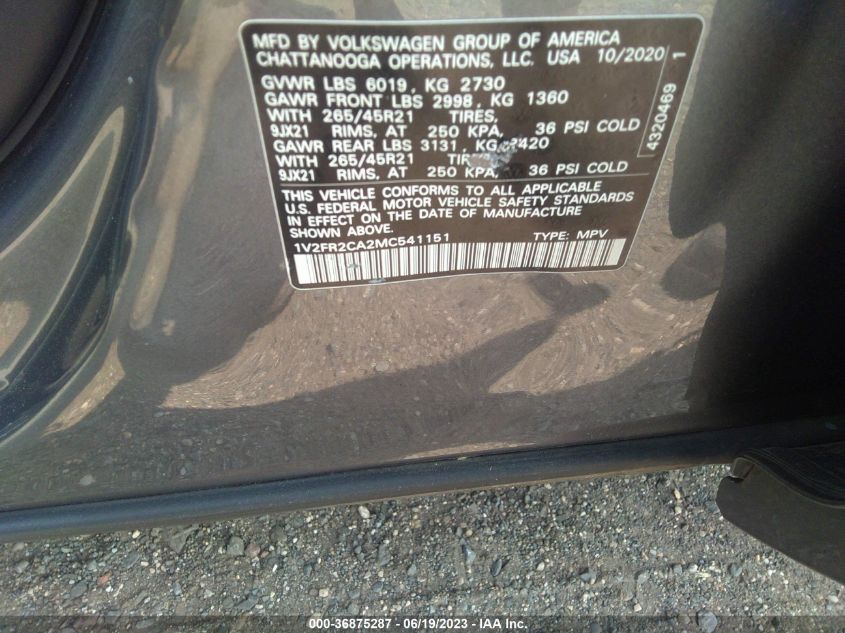 MFD BY VOLKSWAGEN GROUP OF AMERICA
CHATTANOOGA OPERATIONS, LLC. USA 10/2020
GVWR LBS 6019, KG 2730
GAWR FRONT LBS 2998, KG 1360
WITH 265/45R21 TIRES,
9JX21 RIMS, AT 250 KPA, 36 PSI COLD
GAWR REAR LBS 3131, KG
WITH 265/45R21
9JX21 RIMS, AT 250 KPA, 36 PSI COLD
THIS VEHICLE CONFORMS TO ALL APPLICABLE
U.S. FEDERAL MOTOR VEHICLE SAFETY STANDARDS
IN EFFECT ON THE DATE OF MANUFACTURE
SHOWN ABOVE.
1V2FR2CA2MC541151 TYPE: MPV
4320469 1
000-36875287 - 06/19/2023 - IAA Inc.